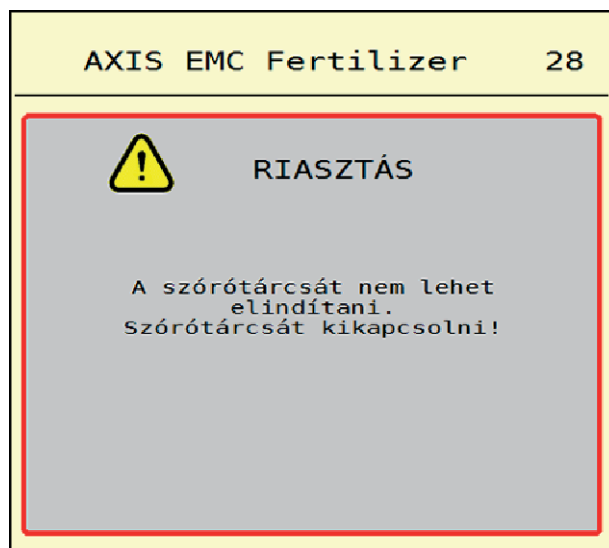 AXIS EMC Fertilizer 28
RIASZTÁS
A szórótárcsát nem lehet
elindítani.
Szórótárcsát kikapcsolni!